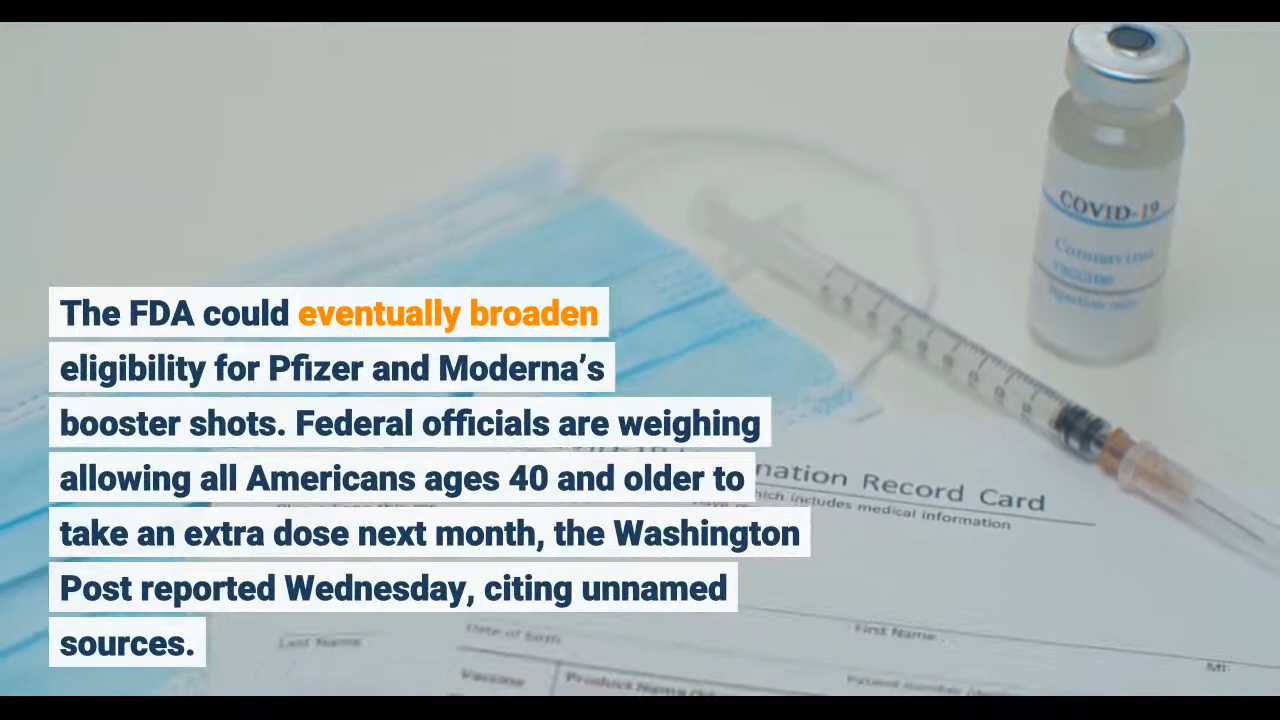 COVID-19
Coronavirus
vaccine
The FDA could eventually broaden
eligibility for Pfizer and Moderna’s
booster shots. Federal officials are weighing
allowing all Americans ages 40 and older to
take an extra dose next month, the Washington
Post reported Wednesday, citing unnamed
sources.
nation Record Card
which includes medical information
Last Name
Date of birth
First Name
MI
Vaccine
Product Name
Patient number